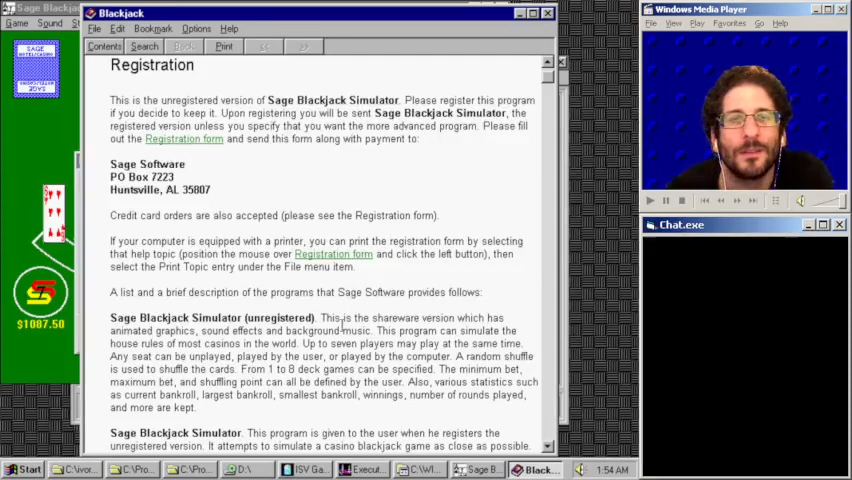 Sage Blackjack
Game Sound
SAGE
$1087.50
Blackjack
File Edit Bookmark Options Help
Contents Search Back Print << >>
Registration
This is the unregistered version of Sage Blackjack Simulator. Please register this program
if you decide to keep it. Upon registering you will be sent Sage Blackjack Simulator, the
registered version unless you specify that you want the more advanced program. Please fill
out the Registration form and send this form along with payment to:
Sage Software
PO Box 7223
Huntsville, AL 35807
Credit card orders are also accepted (please see the Registration form).
If your computer is equipped with a printer, you can print the registration form by selecting
that help topic (position the mouse over Registration form and click the left button), then
select the Print Topic entry under the File menu item.
A list and a brief description of the programs that Sage Software provides follows:
Sage Blackjack Simulator (unregistered). This is the shareware version which has
animated graphics, sound effects and background music. This program can simulate the
house rules of most casinos in the world. Up to seven players may play at the same time.
Any seat can be unplayed, played by the user, or played by the computer. A random shuffle
is used to shuffle the cards. From 1 to 8 deck games can be specified. The minimum bet,
maximum bet, and shuffling point can all be defined by the user. Also, various statistics such
as current bankroll, largest bankroll, smallest bankroll, winnings, number of rounds played,
and more are kept.
Sage Blackjack Simulator. This program is given to the user when he registers the
unregistered version. It attempts to simulate a casino blackjack game as close as possible.
Windows Media Player
File View Play Favorites Go Help
Chat.exe
Start C:\ivor... C:\Pro... C:\Pro... D:\ ISV Ga... Execut... C:\WI... Sage B... Black... 1:54 AM